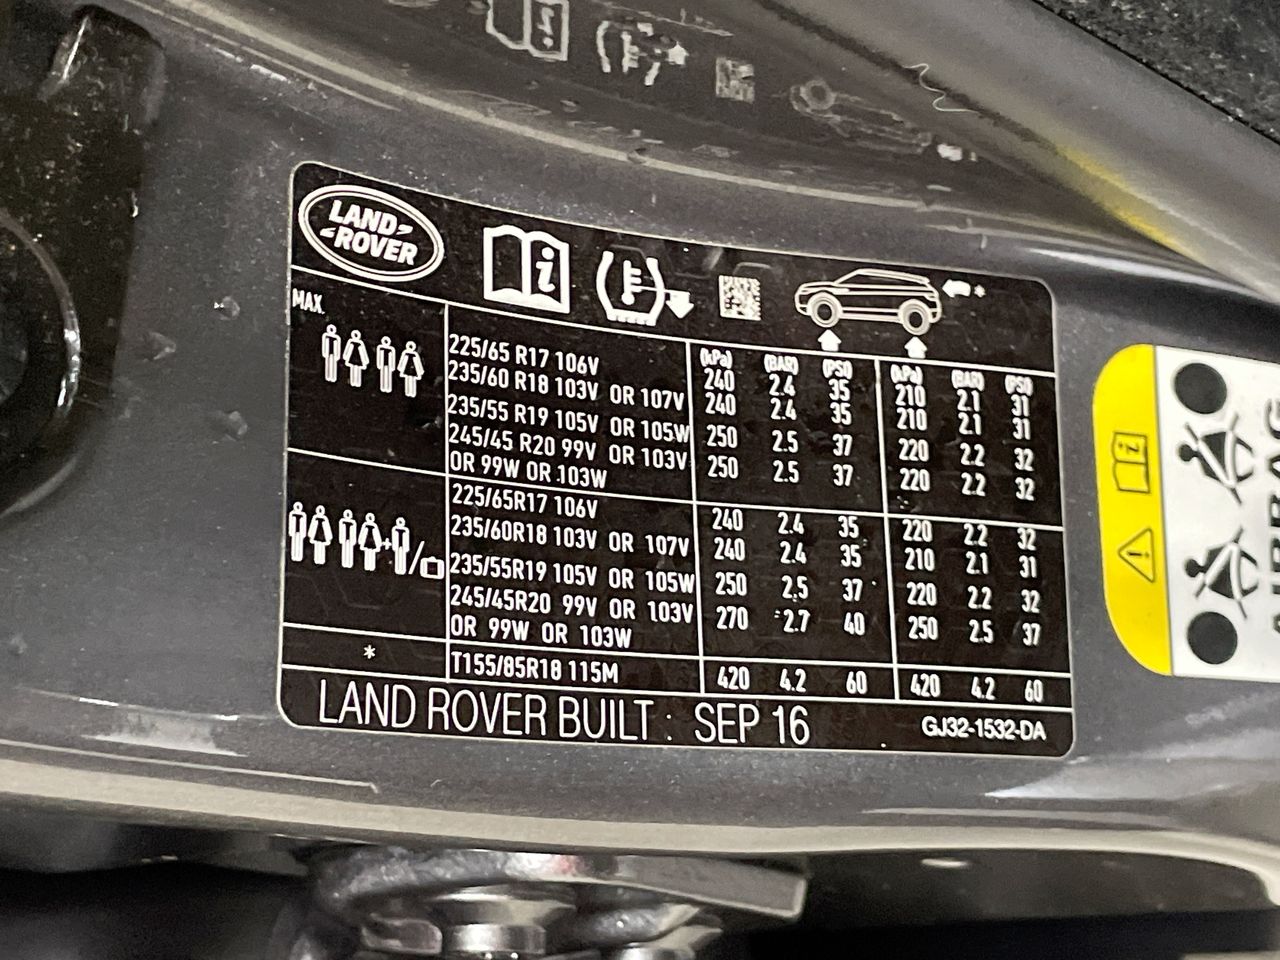 LAND
ROVER
MAX.
(kPa) (BAR) (PSI) (kPa) (BAR) (PSI)
225/65 R17 106V 240 2.4 35 210 2.1 31
235/60 R18 103V OR 107V 240 2.4 35 210 2.1 31
235/55 R19 105V OR 105W 250 2.5 37 220 2.2 32
245/45 R20 99V OR 103V 250 2.5 37 220 2.2 32
OR 99W OR 103W
225/65R17 106V 240 2.4 35 220 2.2 32
235/60R18 103V OR 107V 240 2.4 35 210 2.1 31
235/55R19 105V OR 105W 250 2.5 37 220 2.2 32
245/45R20 99V OR 103V 270 2.7 40 250 2.5 37
OR 99W OR 103W
* T155/85R18 115M 420 4.2 60 420 4.2 60
LAND ROVER BUILT : SEP 16 GJ32-1532-DA
AIRBAG